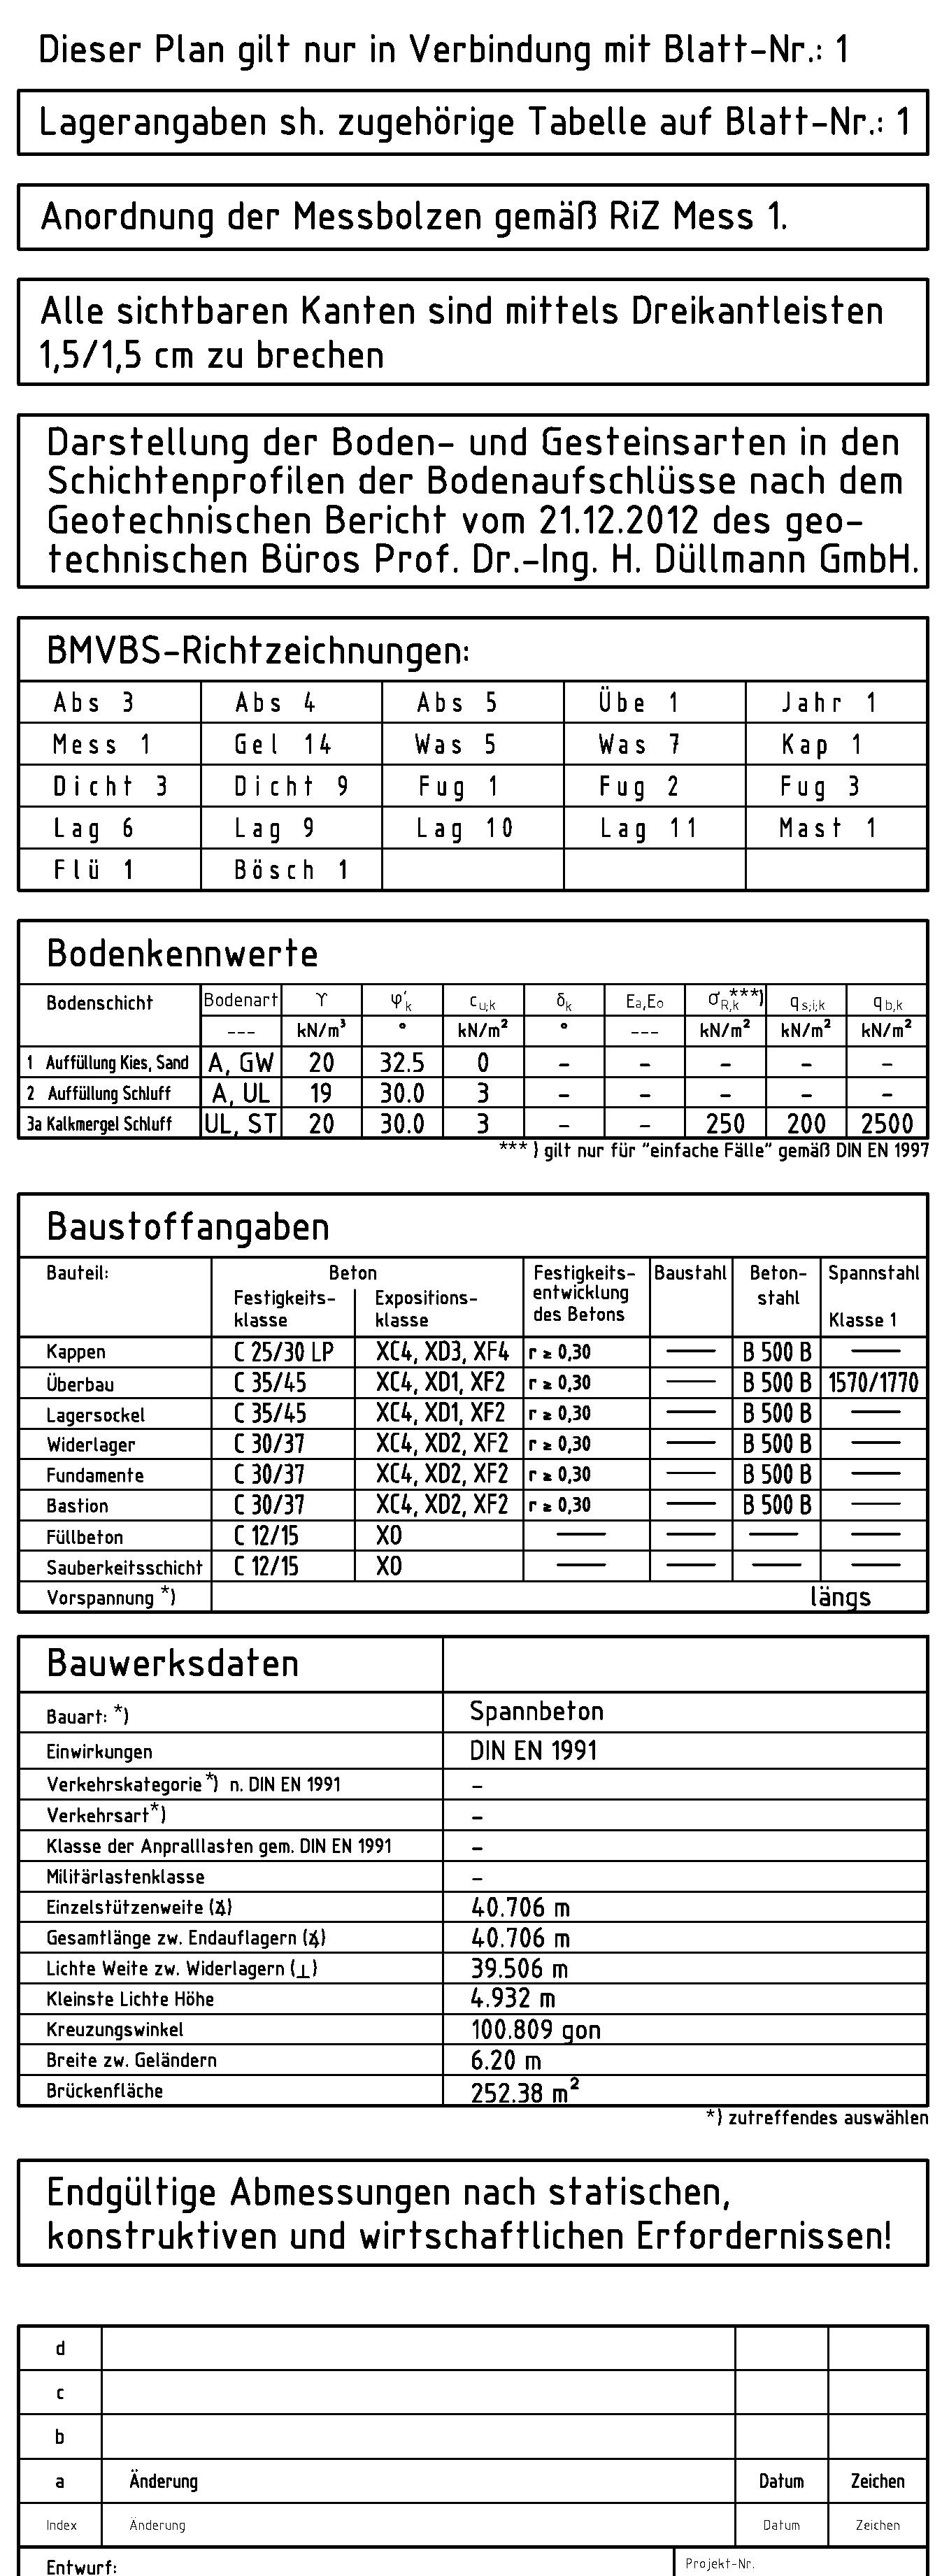 Dieser Plan gilt nur in Verbindung mit Blatt-Nr.: 1
Lagerangaben sh. zugehörige Tabelle auf Blatt-Nr.: 1
Anordnung der Messbolzen gemäß RiZ Mess 1.
Alle sichtbaren Kanten sind mittels Dreikantleisten
1,5/1,5 cm zu brechen
Darstellung der Boden- und Gesteinsarten in den
Schichtenprofilen der Bodenaufschlüsse nach dem
Geotechnischen Bericht vom 21.12.2012 des geo-
technischen Büros Prof. Dr.-Ing. H. Düllmann GmbH.
BMVBS-Richtzeichnungen:
Abs 3 Abs 4 Abs 5 Übe 1 Jahr 1
Mess 1 Gel 14 Was 5 Was 7 Kap 1
Dicht 3 Dicht 9 Fug 1 Fug 2 Fug 3
Lag 6 Lag 9 Lag 10 Lag 11 Mast 1
Flü 1 Bösch 1
Bodenkennwerte
Bodenschicht Bodenart ϒ φ'k cu;k δk Ea,Eo σR,k***) qs;i;k qb,k
--- kN/m³ ° kN/m² ° --- kN/m² kN/m² kN/m²
1 Auffüllung Kies, Sand A, GW 20 32.5 0 - - - - -
2 Auffüllung Schluff A, UL 19 30.0 3 - - - - -
3a Kalkmergel Schluff UL, ST 20 30.0 3 - - 250 200 2500
*** ) gilt nur für "einfache Fälle" gemäß DIN EN 1997
Baustoffangaben
Bauteil: Beton Festigkeits- Baustahl Beton- Spannstahl
Festigkeits- Expositions- entwicklung stahl
klasse klasse des Betons Klasse 1
Kappen C 25/30 LP XC4, XD3, XF4 r ≥ 0,30 — B 500 B —
Überbau C 35/45 XC4, XD1, XF2 r ≥ 0,30 — B 500 B 1570/1770
Lagersockel C 35/45 XC4, XD1, XF2 r ≥ 0,30 — B 500 B —
Widerlager C 30/37 XC4, XD2, XF2 r ≥ 0,30 — B 500 B —
Fundamente C 30/37 XC4, XD2, XF2 r ≥ 0,30 — B 500 B —
Bastion C 30/37 XC4, XD2, XF2 r ≥ 0,30 — B 500 B —
Füllbeton C 12/15 X0 — — — —
Sauberkeitsschicht C 12/15 X0 — — — —
Vorspannung *) längs
Bauwerksdaten
Bauart: *) Spannbeton
Einwirkungen DIN EN 1991
Verkehrskategorie *) n. DIN EN 1991 -
Verkehrsart *) -
Klasse der Anpralllasten gem. DIN EN 1991 -
Militärlastenklasse -
Einzelstützenweite (∡) 40.706 m
Gesamtlänge zw. Endauflagern (∡) 40.706 m
Lichte Weite zw. Widerlagern (⊥) 39.506 m
Kleinste Lichte Höhe 4.932 m
Kreuzungswinkel 100.809 gon
Breite zw. Geländern 6.20 m
Brückenfläche 252.38 m²
*) zutreffendes auswählen
Endgültige Abmessungen nach statischen,
konstruktiven und wirtschaftlichen Erfordernissen!
d
c
b
a Änderung Datum Zeichen
Index Änderung Datum Zeichen
Entwurf: Projekt-Nr.